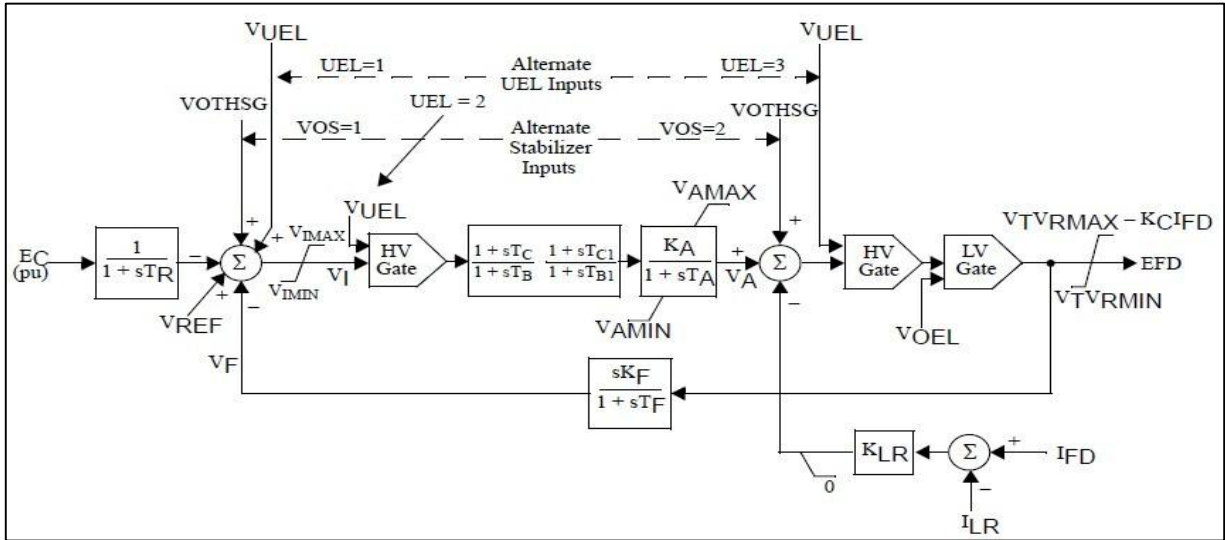 VUEL
VUEL
UEL=1
Alternate
UEL Inputs
UEL=3
VOTHSG
UEL = 2
VOTHSG
VOS=1
Alternate
Stabilizer
Inputs
VOS=2
VAMAX
VUEL
VTVRMAX – KCIFD
+
+
VIMAX
+
EC
(pu)
1
1 + sTR
–
Σ
VI
HV
Gate
1 + sTC
1 + sTB
1 + sTC1
1 + sTB1
KA
1 + sTA
+
VA
Σ
HV
Gate
LV
Gate
EFD
VIMIN
+
–
–
VTVRMIN
VREF
VAMIN
VOEL
VF
sKF
1 + sTF
KLR
Σ
+
IFD
0
–
ILR